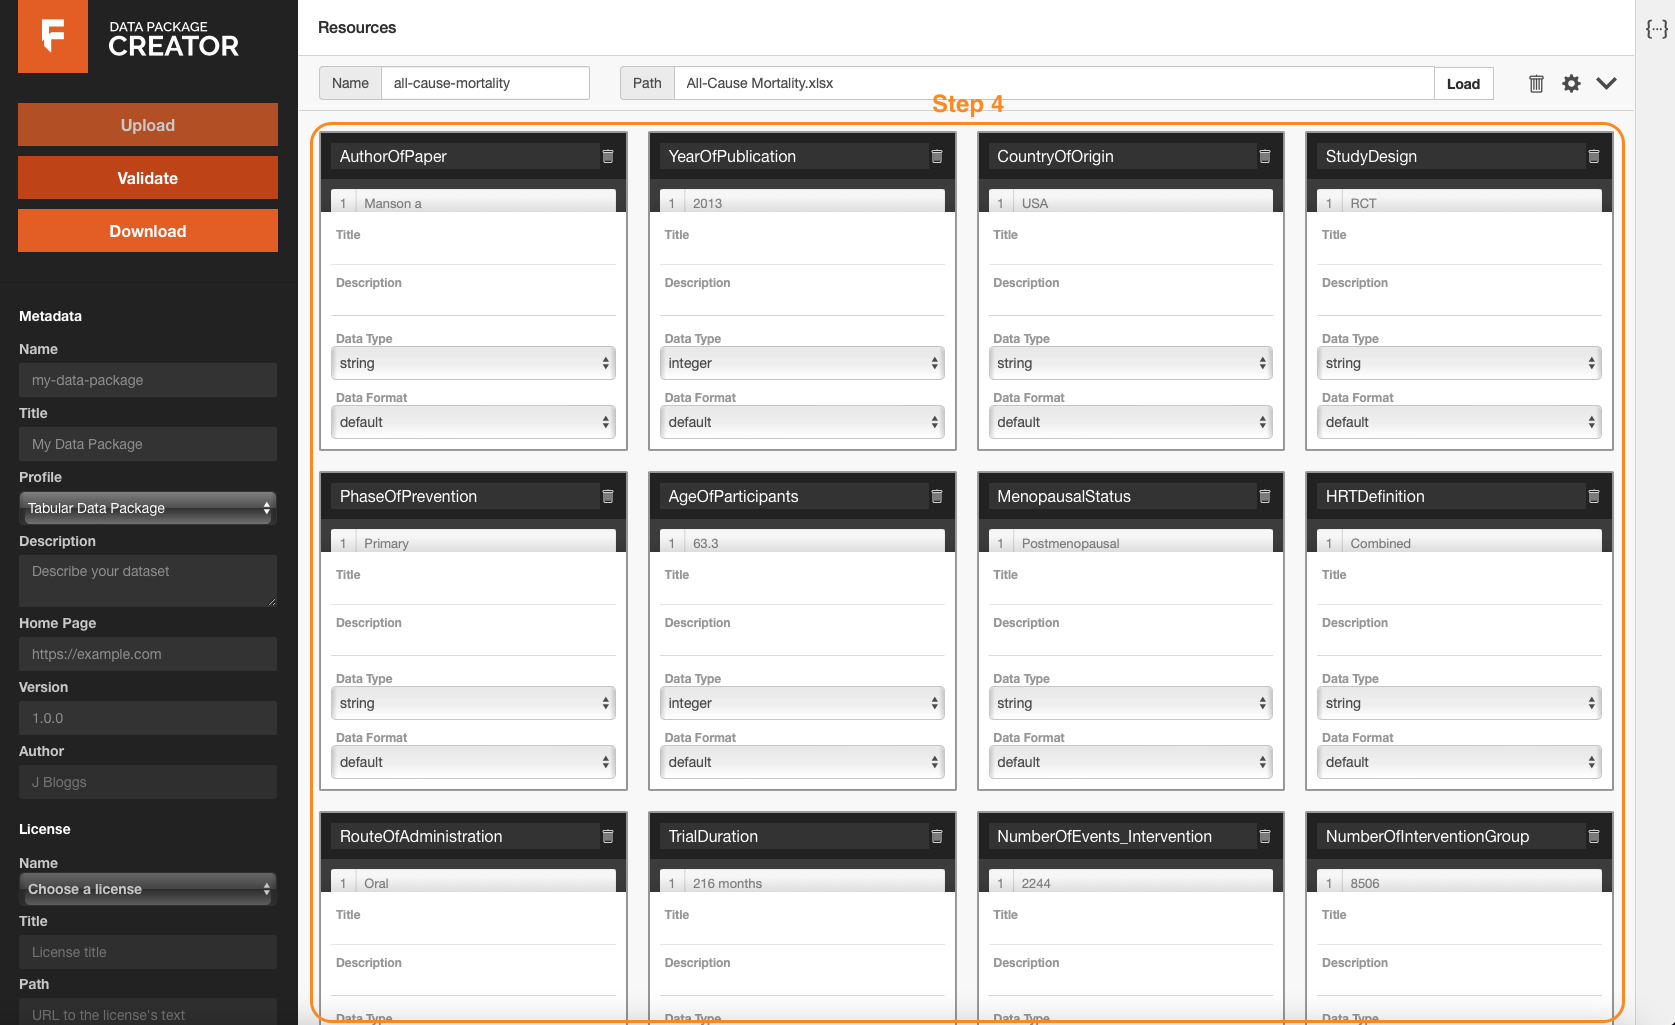 DATA PACKAGE
CREATOR
Upload
Validate
Download
Metadata
Name
my-data-package
Title
My Data Package
Profile
Tabular Data Package
Description
Describe your dataset
Home Page
https://example.com
Version
1.0.0
Author
J Bloggs
License
Name
Choose a license
Title
License title
Path
URL to the license's text
Resources
{···}
Name all-cause-mortality Path All-Cause Mortality.xlsx Load
Step 4
AuthorOfPaper YearOfPublication CountryOfOrigin StudyDesign
1 Manson a 1 2013 1 USA 1 RCT
Title Title Title Title
Description Description Description Description
Data Type Data Type Data Type Data Type
string integer string string
Data Format Data Format Data Format Data Format
default default default default
PhaseOfPrevention AgeOfParticipants MenopausalStatus HRTDefinition
1 Primary 1 63.3 1 Postmenopausal 1 Combined
Title Title Title Title
Description Description Description Description
Data Type Data Type Data Type Data Type
string integer string string
Data Format Data Format Data Format Data Format
default default default default
RouteOfAdministration TrialDuration NumberOfEvents_Intervention NumberOfInterventionGroup
1 Oral 1 216 months 1 2244 1 8506
Title Title Title Title
Description Description Description Description
Data Type Data Type Data Type Data Type